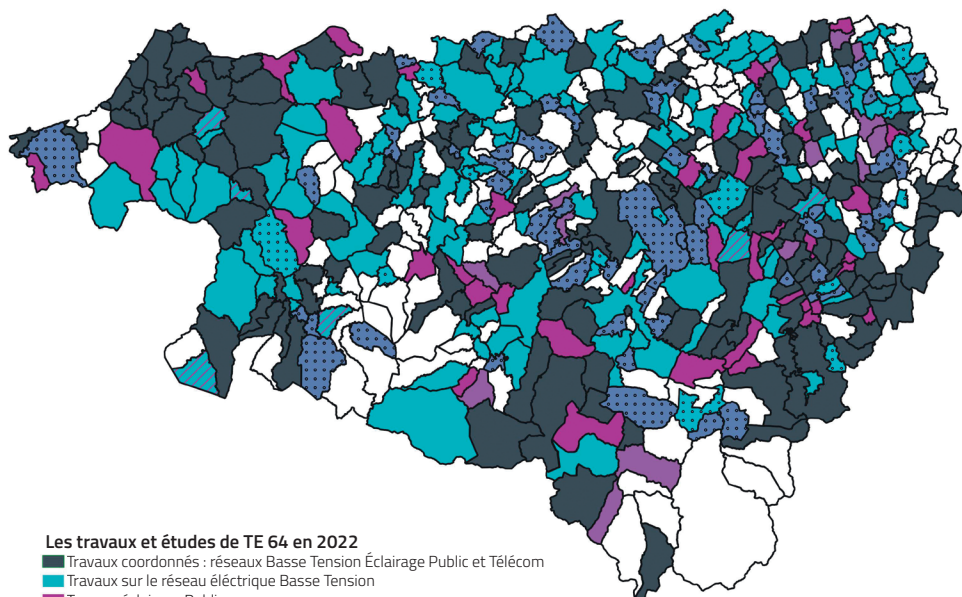 Les travaux et études de TE 64 en 2022
Travaux coordonnés : réseaux Basse Tension Éclairage Public et Télécom
Travaux sur le réseau éléctrique Basse Tension